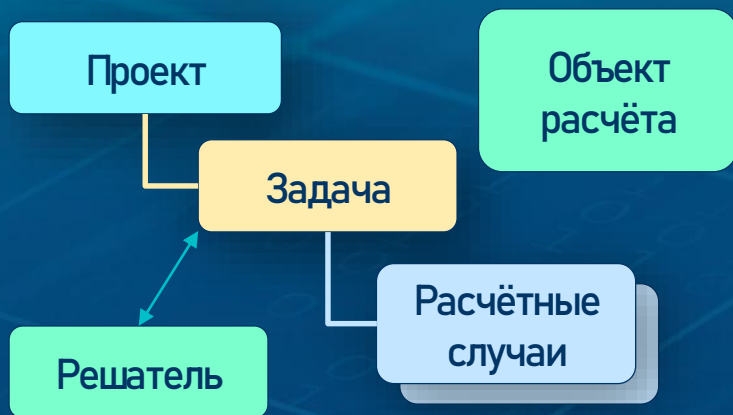 Проект
Объект
расчёта
Задача
Расчётные
случаи
Решатель